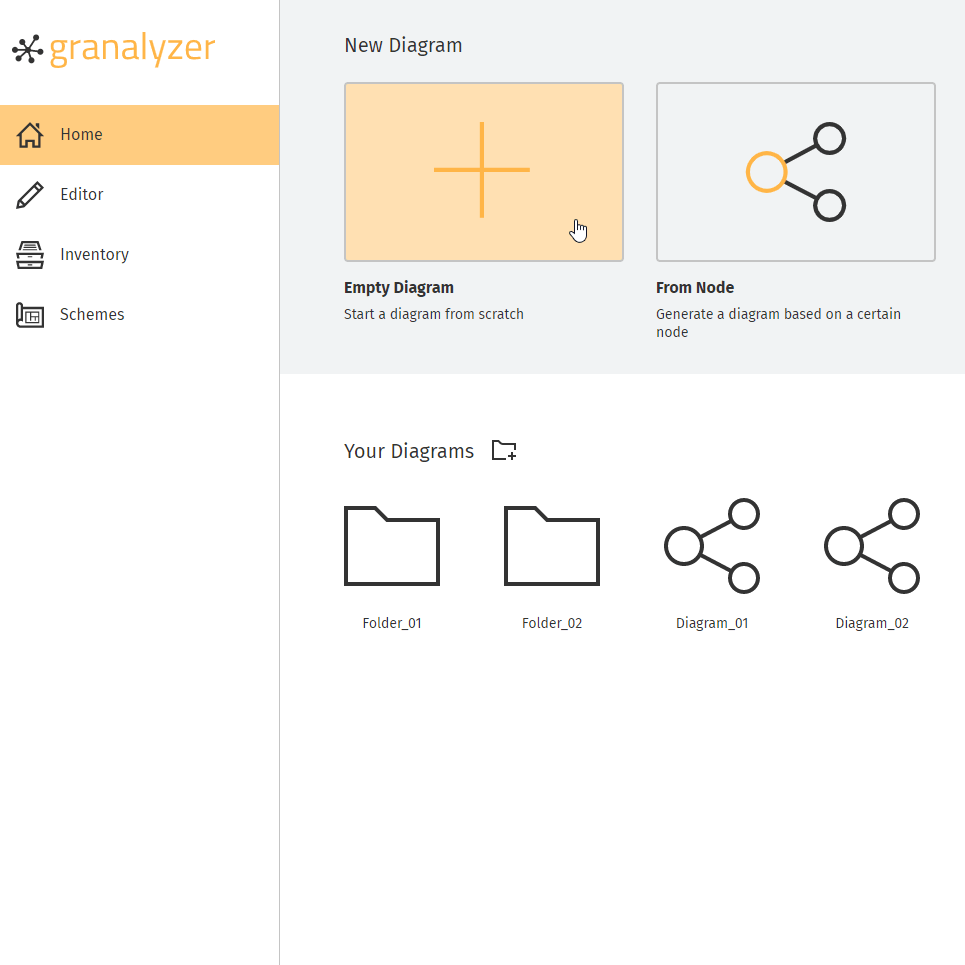 granalyzer
Home
Editor
Inventory
Schemes
New Diagram
Empty Diagram
Start a diagram from scratch
From Node
Generate a diagram based on a certain
node
Your Diagrams
Folder_01
Folder_02
Diagram_01
Diagram_02